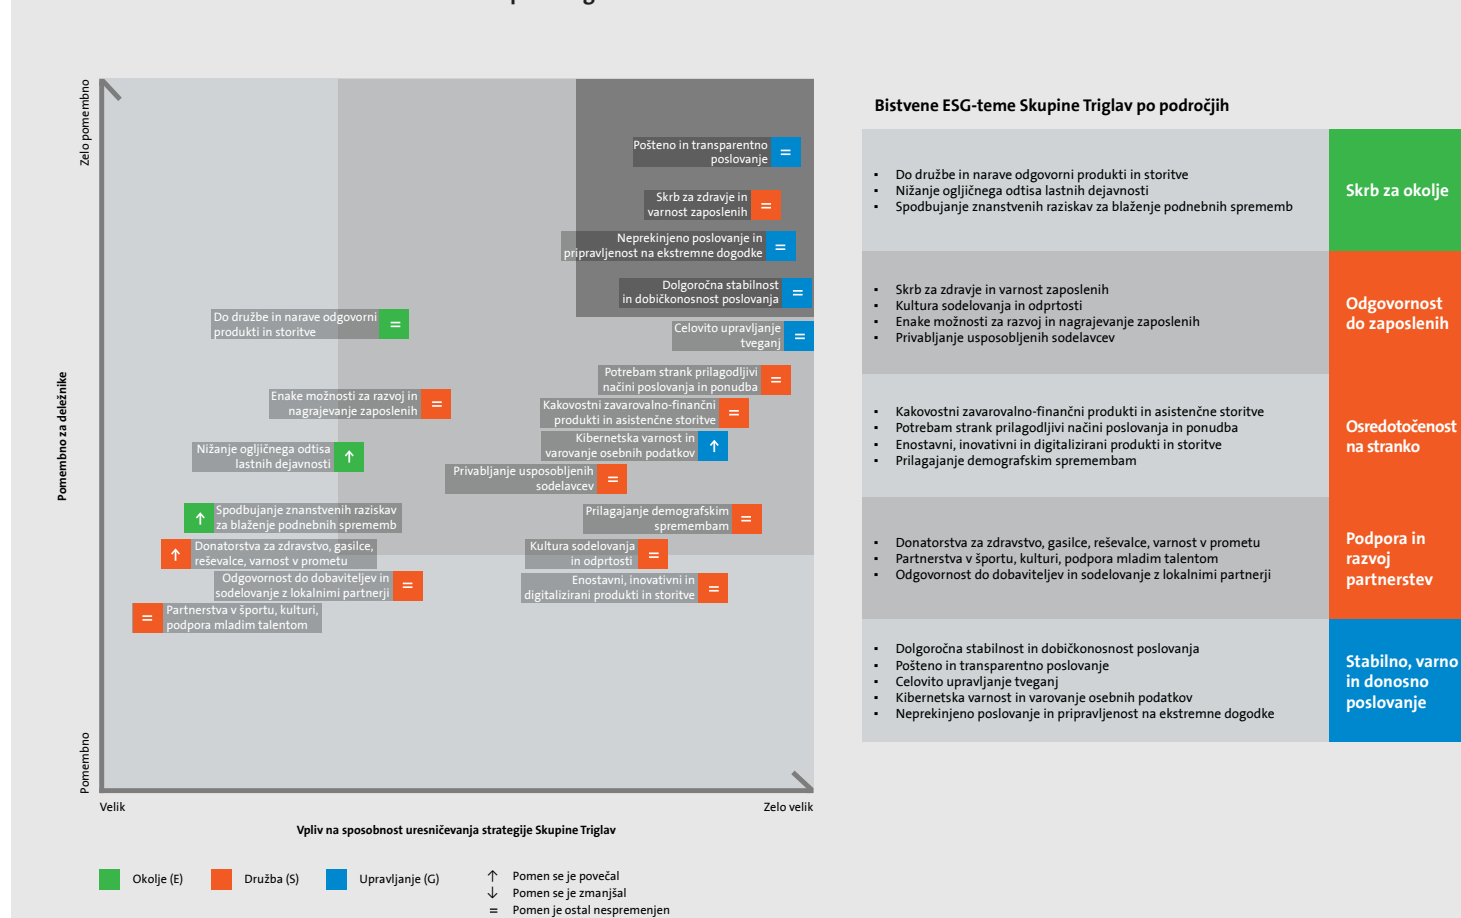 Zelo pomembno
Pomembno za deležnike
Pomembno
Pošteno in transparentno
poslovanje
=
Skrb za zdravje in
varnost zaposlenih
=
Neprekinjeno poslovanje in
pripravljenost na ekstremne dogodke
=
Dolgoročna stabilnost
in dobičkonosnost poslovanja
=
Do družbe in narave odgovorni
produkti in storitve
=
Celovito upravljanje
tveganj
=
Potrebam strank prilagodljivi
načini poslovanja in ponudba
=
Enake možnosti za razvoj in
nagrajevanje zaposlenih
=
Kakovostni zavarovalno-finančni
produkti in asistenčne storitve
=
Kibernetska varnost in
varovanje osebnih podatkov
↑
Nižanje ogljičnega odtisa
lastnih dejavnosti
↑
Privabljanje usposobljenih
sodelavcev
=
↑
Spodbujanje znanstvenih raziskav
za blaženje podnebnih sprememb
Prilagajanje demografskim
spremembam
=
↑
Donatorstva za zdravstvo, gasilce,
reševalce, varnost v prometu
Kultura sodelovanja
in odprtosti
=
Odgovornost do dobaviteljev in
sodelovanje z lokalnimi partnerji
=
Enostavni, inovativni in
digitalizirani produkti in storitve
=
=
Partnerstva v športu, kulturi,
podpora mladim talentom
Velik
Zelo velik
Vpliv na sposobnost uresničevanja strategije Skupine Triglav
Okolje (E)
Družba (S)
Upravljanje (G)
↑ Pomen se je povečal
↓ Pomen se je zmanjšal
= Pomen je ostal nespremenjen
Bistvene ESG-teme Skupine Triglav po področjih
▪ Do družbe in narave odgovorni produkti in storitve
▪ Nižanje ogljičnega odtisa lastnih dejavnosti
▪ Spodbujanje znanstvenih raziskav za blaženje podnebnih sprememb
Skrb za okolje
▪ Skrb za zdravje in varnost zaposlenih
▪ Kultura sodelovanja in odprtosti
▪ Enake možnosti za razvoj in nagrajevanje zaposlenih
▪ Privabljanje usposobljenih sodelavcev
Odgovornost
do zaposlenih
▪ Kakovostni zavarovalno-finančni produkti in asistenčne storitve
▪ Potrebam strank prilagodljivi načini poslovanja in ponudba
▪ Enostavni, inovativni in digitalizirani produkti in storitve
▪ Prilagajanje demografskim spremembam
Osredotočenost
na stranko
▪ Donatorstva za zdravstvo, gasilce, reševalce, varnost v prometu
▪ Partnerstva v športu, kulturi, podpora mladim talentom
▪ Odgovornost do dobaviteljev in sodelovanje z lokalnimi partnerji
Podpora in
razvoj
partnerstev
▪ Dolgoročna stabilnost in dobičkonosnost poslovanja
▪ Pošteno in transparentno poslovanje
▪ Celovito upravljanje tveganj
▪ Kibernetska varnost in varovanje osebnih podatkov
▪ Neprekinjeno poslovanje in pripravljenost na ekstremne dogodke
Stabilno, varno
in donosno
poslovanje